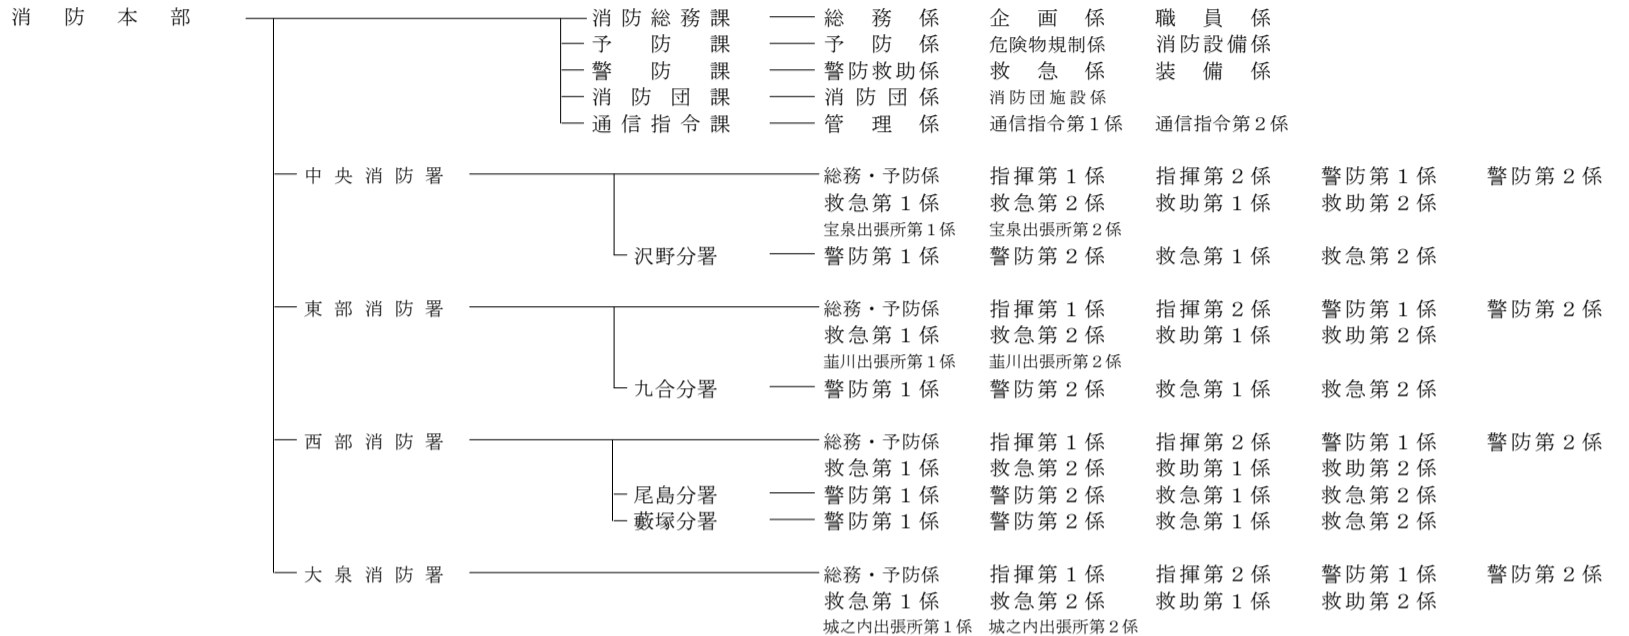 消防本部 消防総務課 総務係 企画係 職員係
予防課 予防係 危険物規制係 消防設備係
警防課 警防救助係 救急係 装備係
消防団課 消防団係 消防団施設係
通信指令課 管理係 通信指令第１係 通信指令第２係
中央消防署 総務・予防係 指揮第１係 指揮第２係 警防第１係 警防第２係
救急第１係 救急第２係 救助第１係 救助第２係
宝泉出張所第１係 宝泉出張所第２係
沢野分署 警防第１係 警防第２係 救急第１係 救急第２係
東部消防署 総務・予防係 指揮第１係 指揮第２係 警防第１係 警防第２係
救急第１係 救急第２係 救助第１係 救助第２係
韮川出張所第１係 韮川出張所第２係
九合分署 警防第１係 警防第２係 救急第１係 救急第２係
西部消防署 総務・予防係 指揮第１係 指揮第２係 警防第１係 警防第２係
救急第１係 救急第２係 救助第１係 救助第２係
尾島分署 警防第１係 警防第２係 救急第１係 救急第２係
藪塚分署 警防第１係 警防第２係 救急第１係 救急第２係
大泉消防署 総務・予防係 指揮第１係 指揮第２係 警防第１係 警防第２係
救急第１係 救急第２係 救助第１係 救助第２係
城之内出張所第１係 城之内出張所第２係